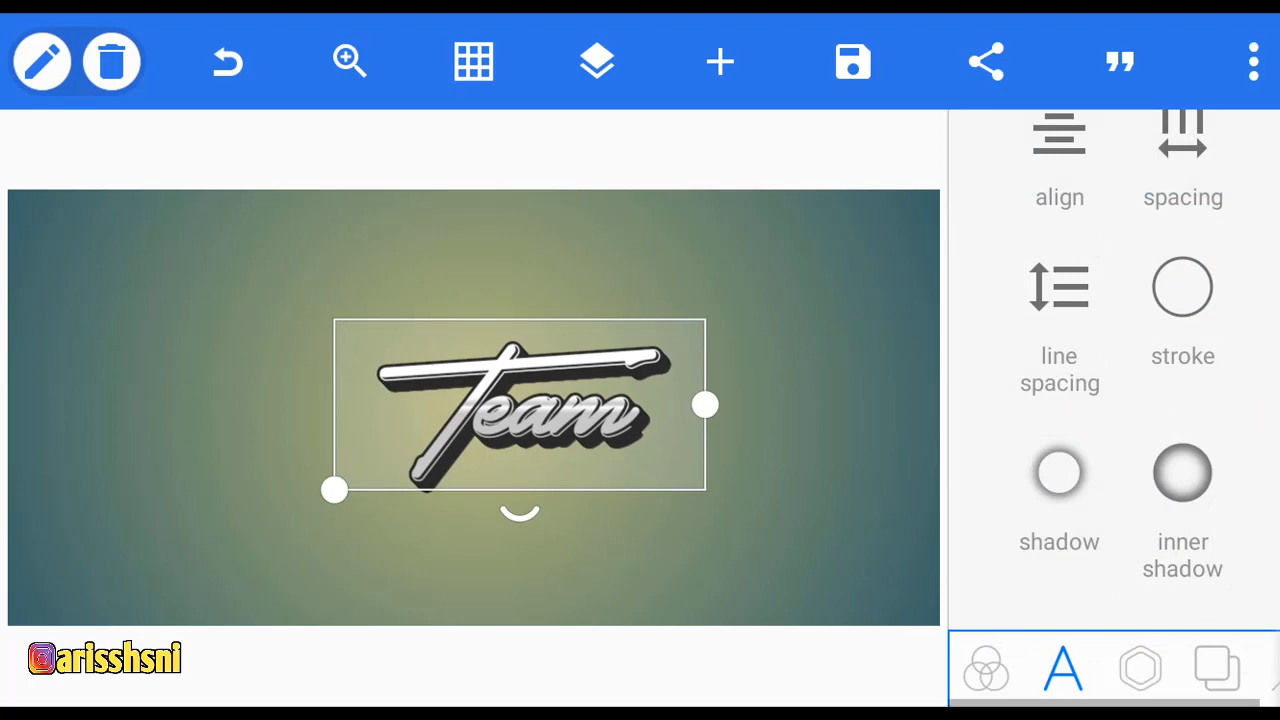 align
spacing
Team
line spacing
stroke
shadow
inner shadow
@arisshsni